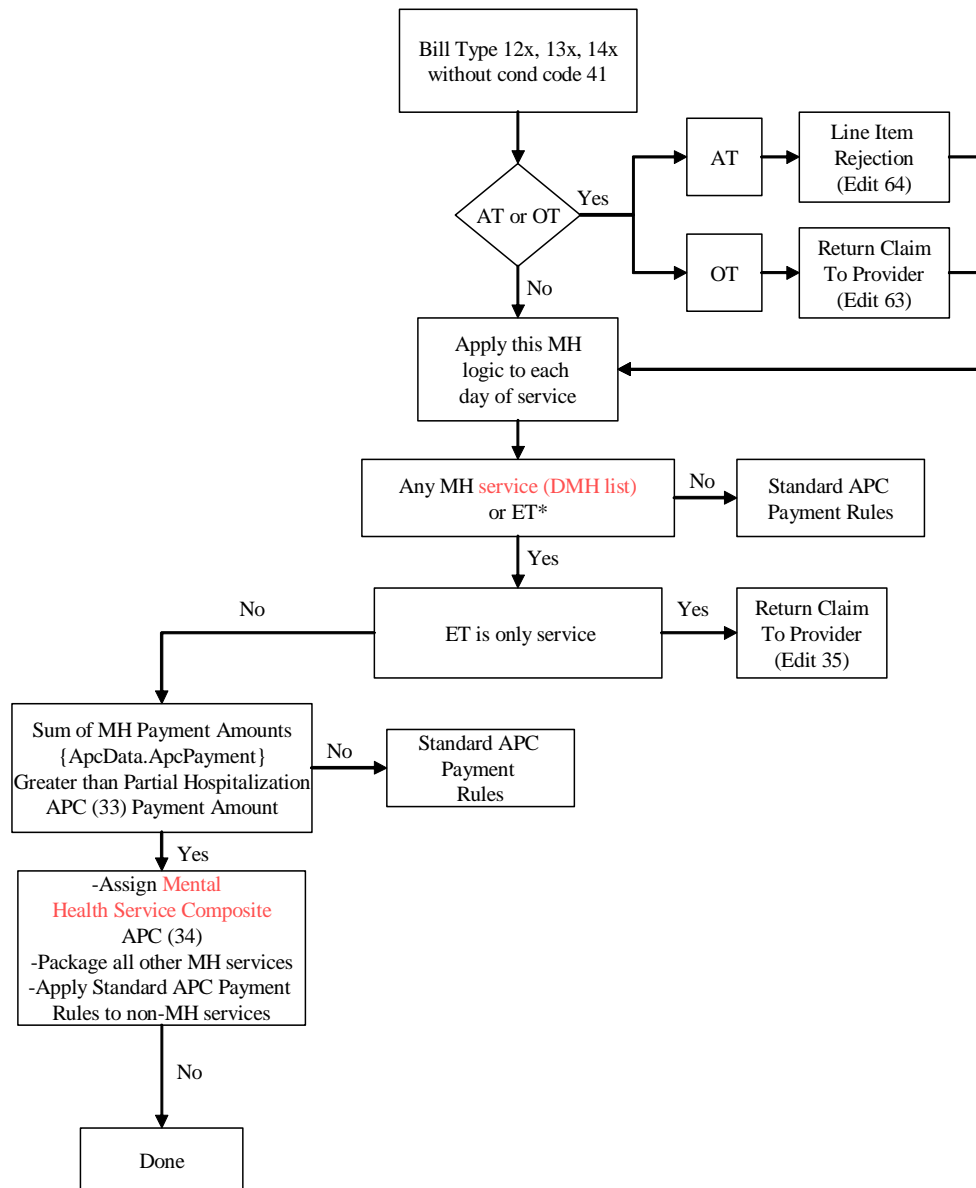 Bill Type 12x, 13x, 14x
without cond code 41
AT or OT
Yes
AT
Line Item
Rejection
(Edit 64)
OT
Return Claim
To Provider
(Edit 63)
No
Apply this MH
logic to each
day of service
Any MH service (DMH list)
or ET*
No
Standard APC
Payment Rules
Yes
ET is only service
No
Yes
Return Claim
To Provider
(Edit 35)
Sum of MH Payment Amounts
{ApcData.ApcPayment}
Greater than Partial Hospitalization
APC (33) Payment Amount
No
Standard APC
Payment
Rules
Yes
-Assign Mental
Health Service Composite
APC (34)
-Package all other MH services
-Apply Standard APC Payment
Rules to non-MH services
No
Done